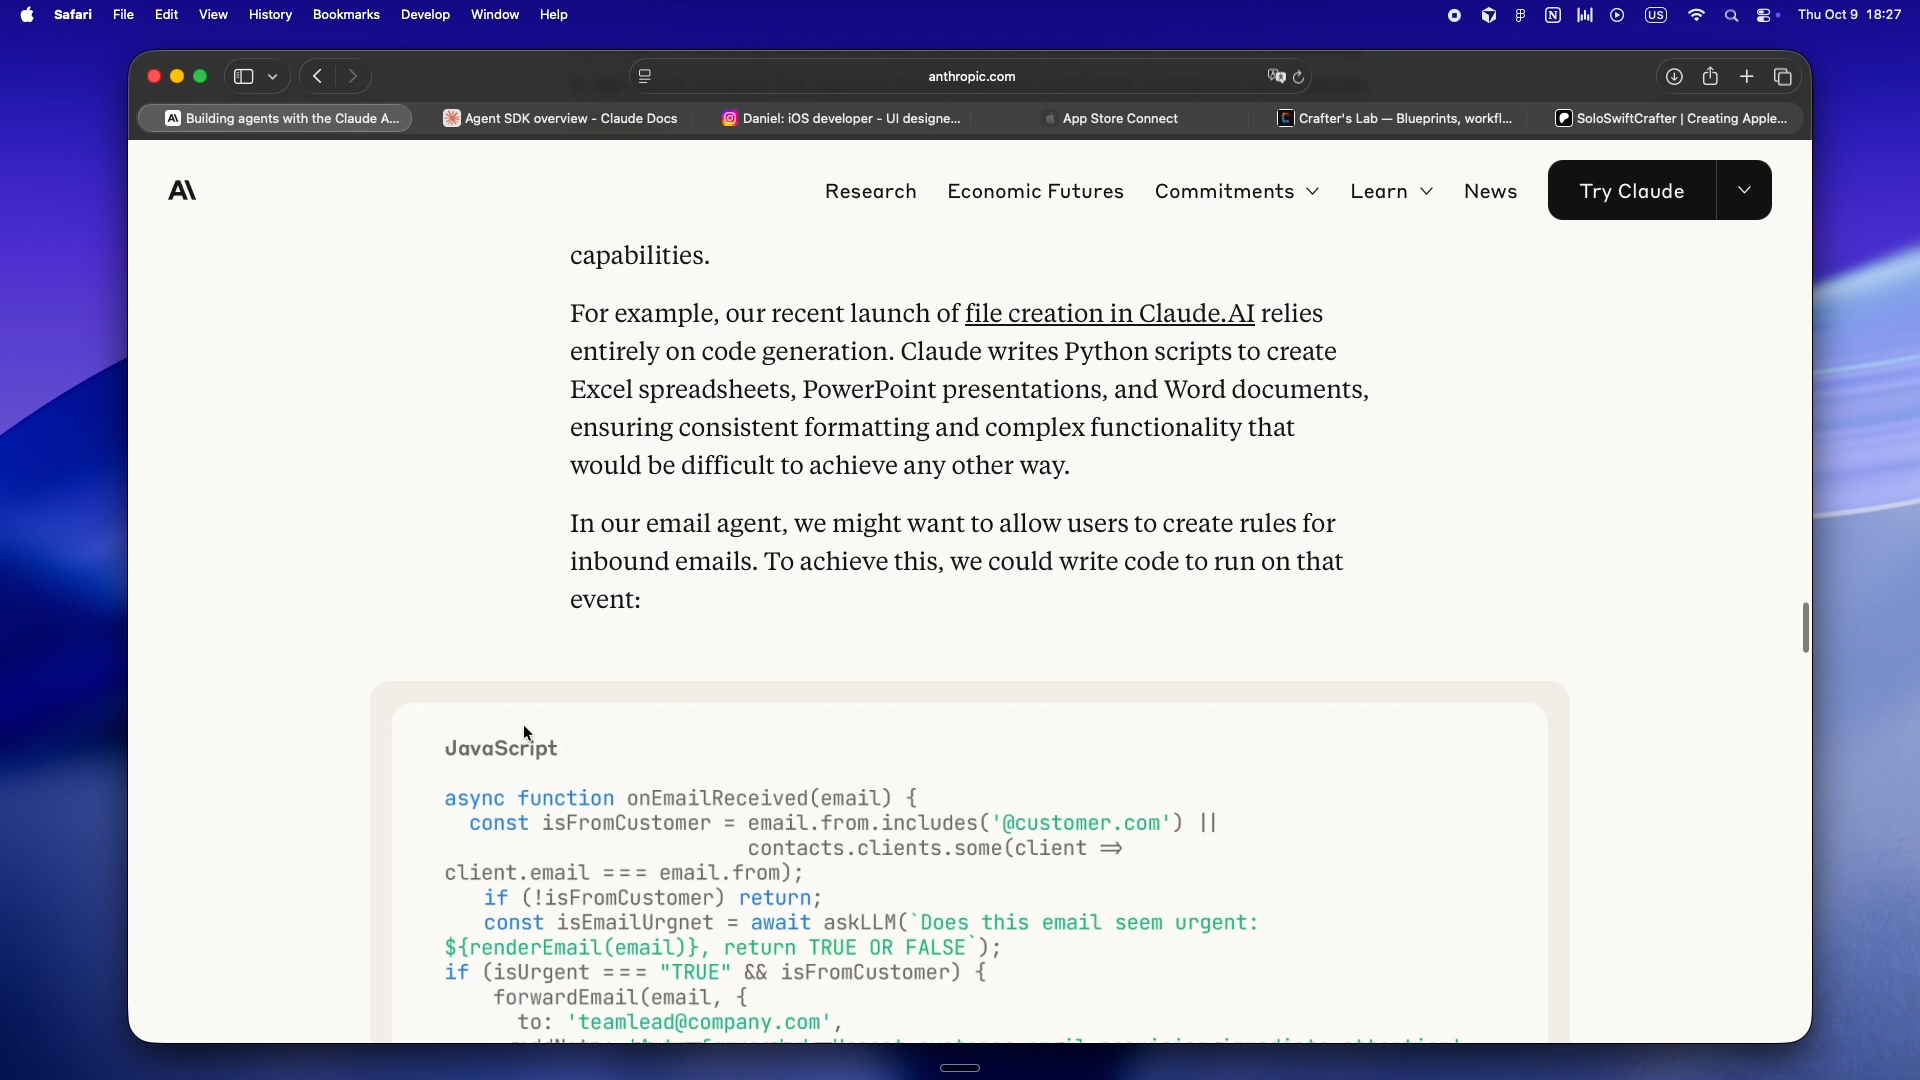 Safari File Edit View History Bookmarks Develop Window Help
US
Thu Oct 9 18:27
anthropic.com
Building agents with the Claude A...
Agent SDK overview - Claude Docs
Daniel: iOS developer - UI designe...
App Store Connect
Crafter's Lab — Blueprints, workfl...
SoloSwiftCrafter | Creating Apple...
Research Economic Futures Commitments Learn News Try Claude
capabilities.
For example, our recent launch of file creation in Claude.AI relies
entirely on code generation. Claude writes Python scripts to create
Excel spreadsheets, PowerPoint presentations, and Word documents,
ensuring consistent formatting and complex functionality that
would be difficult to achieve any other way.
In our email agent, we might want to allow users to create rules for
inbound emails. To achieve this, we could write code to run on that
event:
JavaScript
async function onEmailReceived(email) {
const isFromCustomer = email.from.includes('@customer.com') ||
contacts.clients.some(client =>
client.email === email.from);
if (!isFromCustomer) return;
const isEmailUrgnet = await askLLM(`Does this email seem urgent:
${renderEmail(email)}, return TRUE OR FALSE`);
if (isUrgent === "TRUE" && isFromCustomer) {
forwardEmail(email, {
to: 'teamlead@company.com',